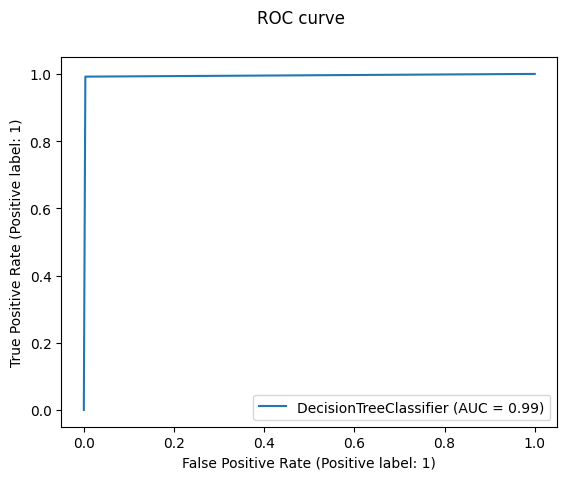 ROC curve
1.0
0.8
0.6
0.4
0.2
0.0
True Positive Rate (Positive label: 1)
DecisionTreeClassifier (AUC = 0.99)
0.0 0.2 0.4 0.6 0.8 1.0
False Positive Rate (Positive label: 1)